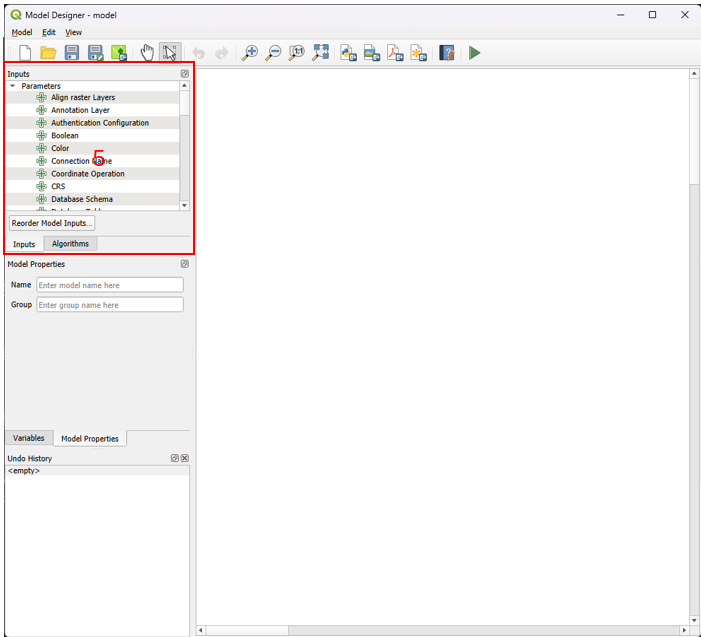 Model Designer - model
Model Edit View
Inputs
Parameters
Align raster Layers
Annotation Layer
Authentication Configuration
Boolean
Color
Connection Name
5
Coordinate Operation
CRS
Database Schema
Reorder Model Inputs...
Inputs Algorithms
Model Properties
Name Enter model name here
Group Enter group name here
Variables Model Properties
Undo History
<empty>